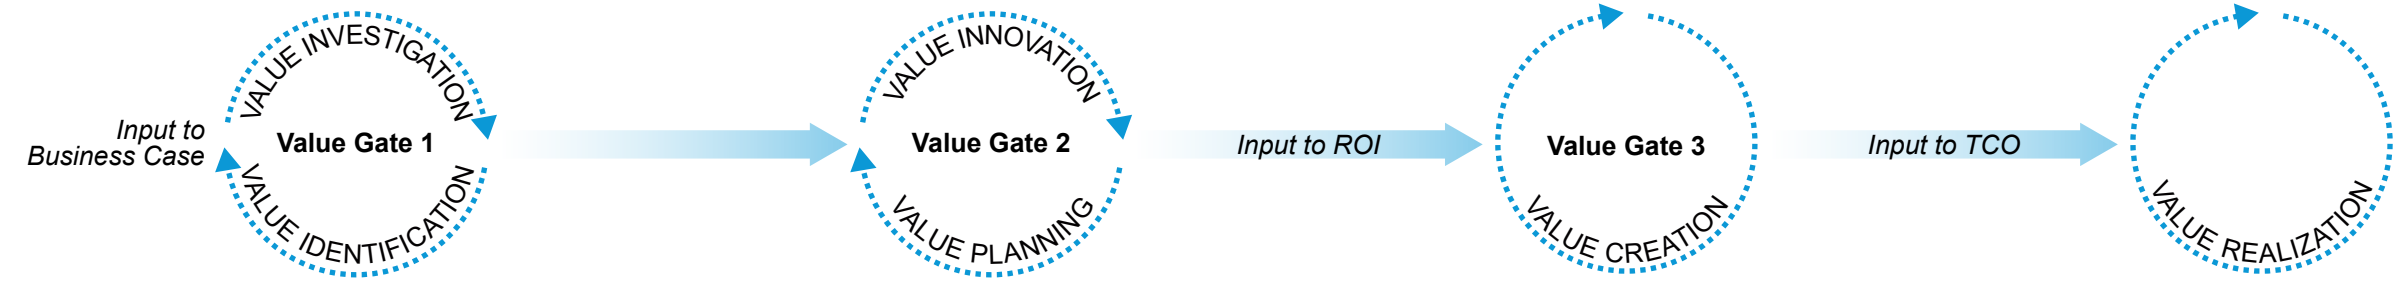 Input to
Business Case
VALUE INVESTIGATION
Value Gate 1
VALUE IDENTIFICATION
VALUE INNOVATION
Value Gate 2
VALUE PLANNING
Input to ROI
Value Gate 3
VALUE CREATION
Input to TCO
VALUE REALIZATION